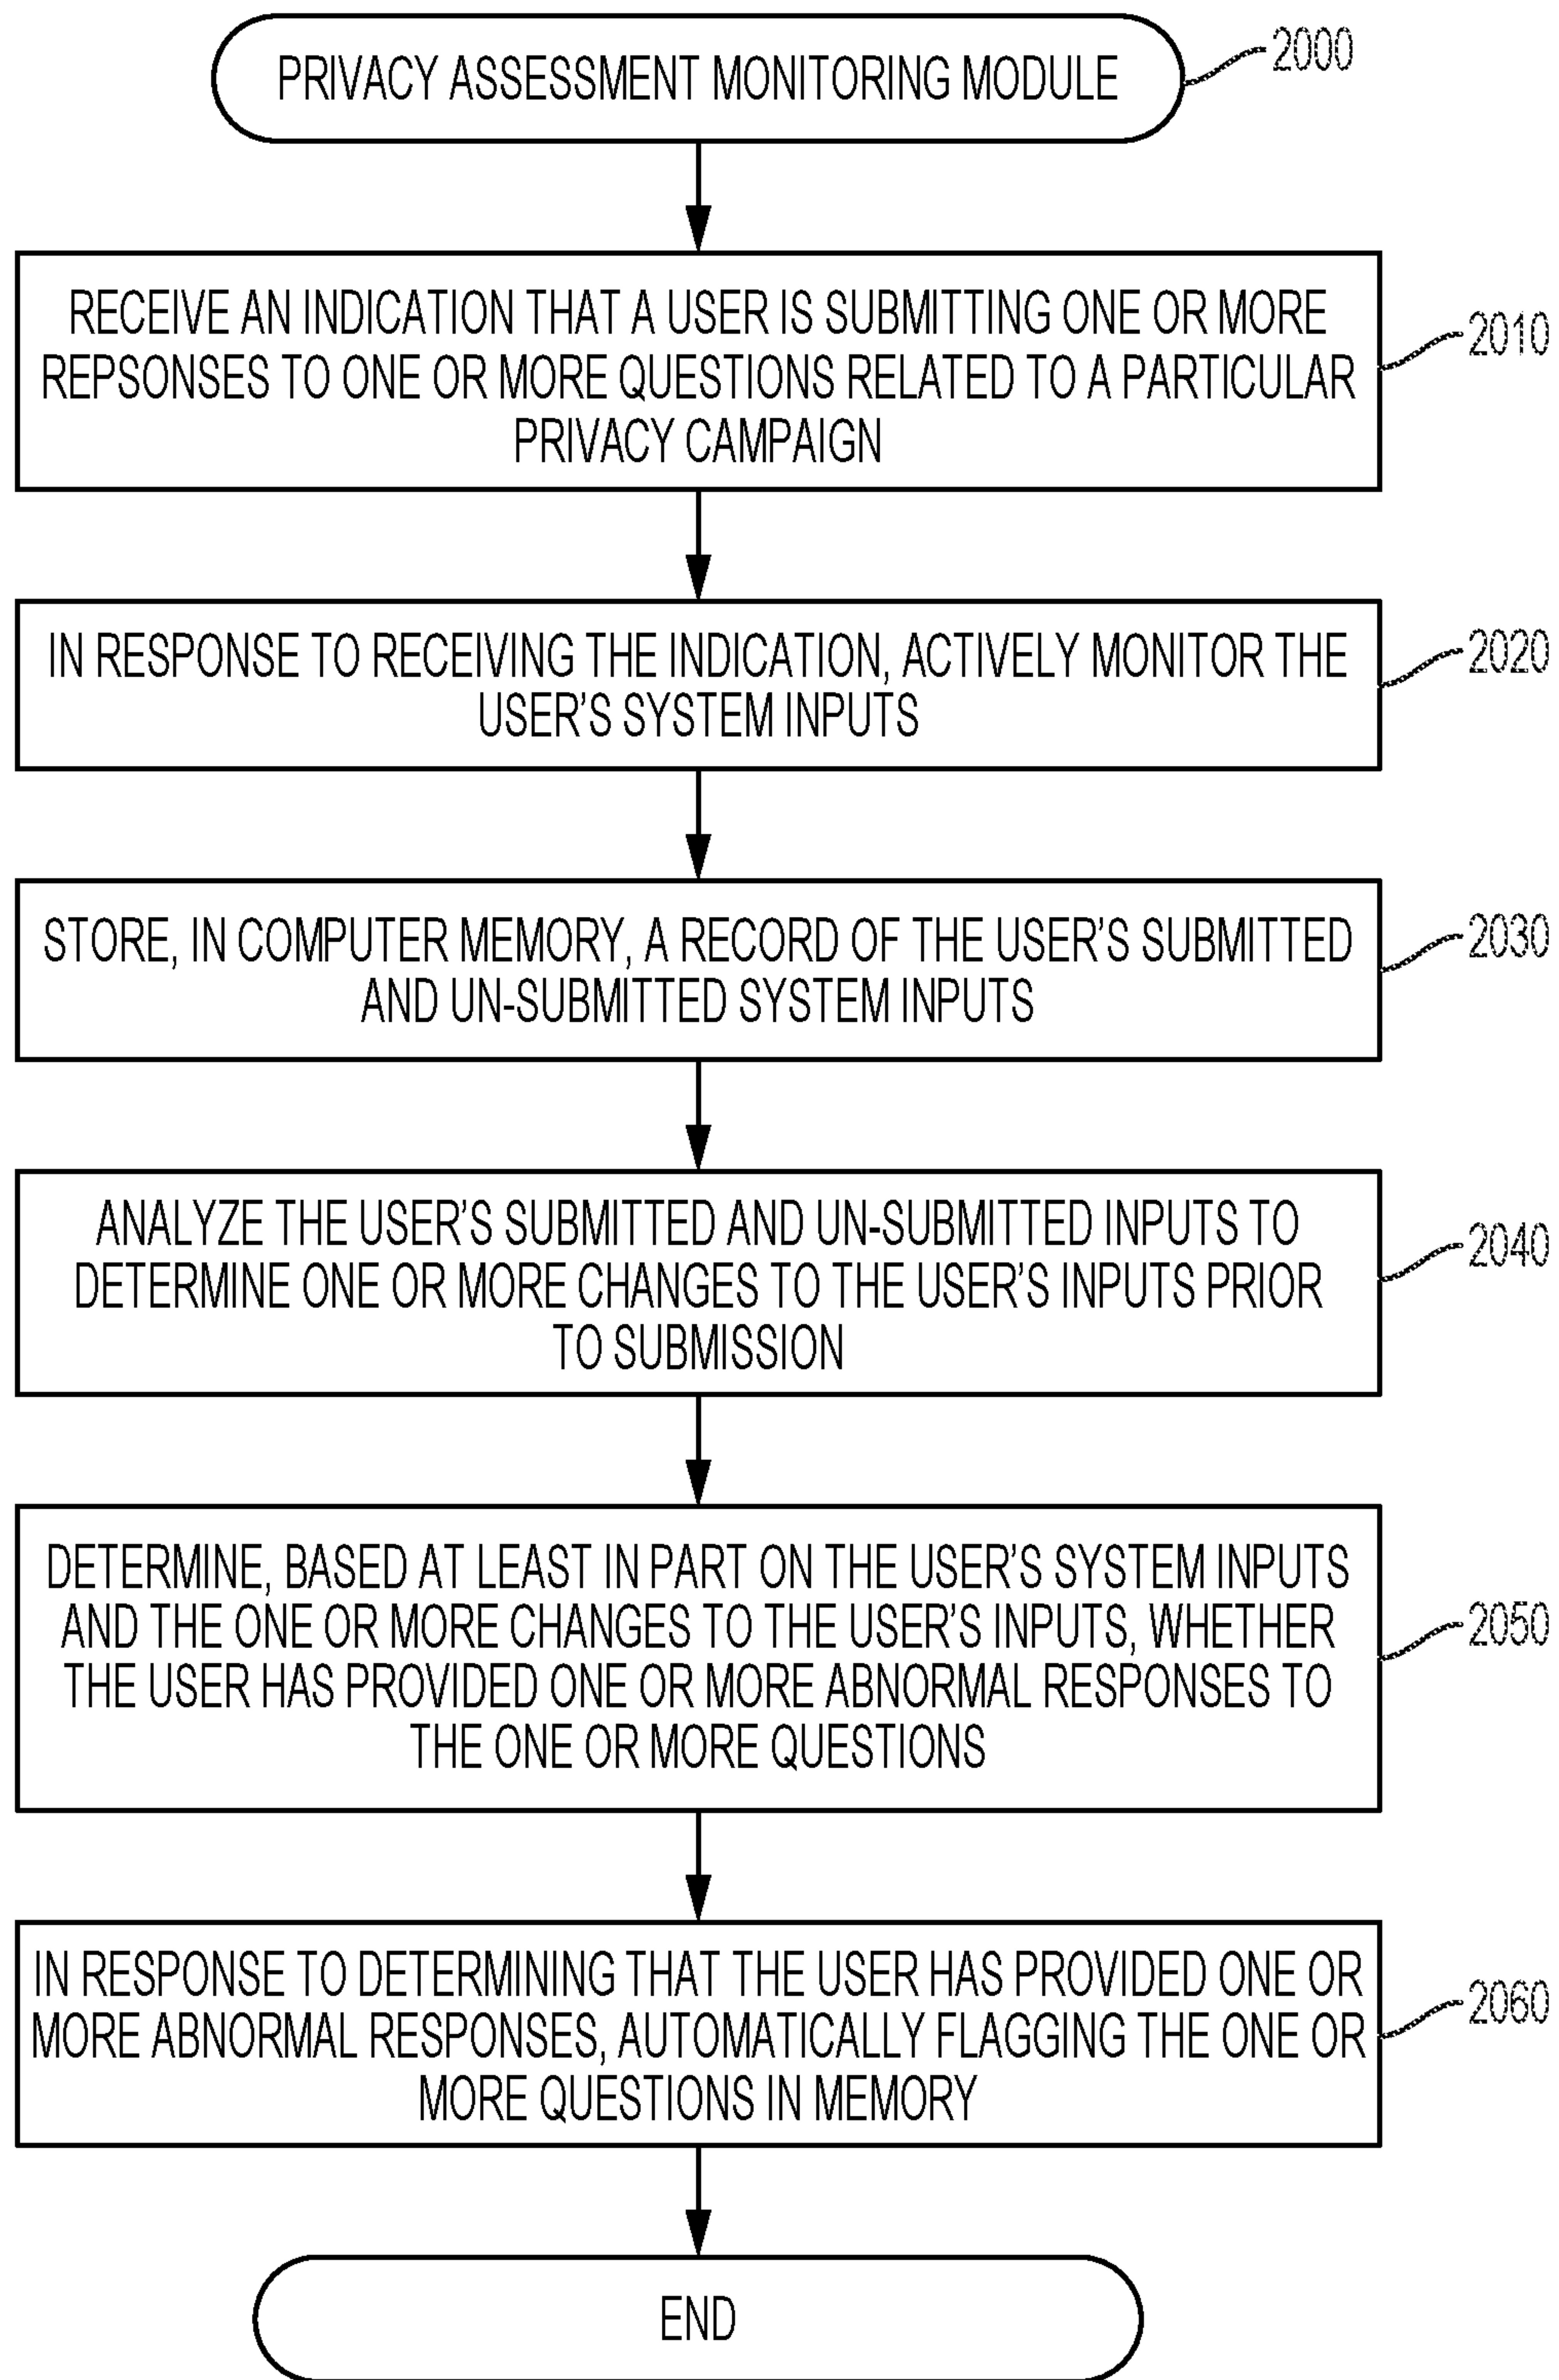 PRIVACY ASSESSMENT MONITORING MODULE
2000
RECEIVE AN INDICATION THAT A USER IS SUBMITTING ONE OR MORE
REPSONSES TO ONE OR MORE QUESTIONS RELATED TO A PARTICULAR
PRIVACY CAMPAIGN
2010
IN RESPONSE TO RECEIVING THE INDICATION, ACTIVELY MONITOR THE
USER’S SYSTEM INPUTS
2020
STORE, IN COMPUTER MEMORY, A RECORD OF THE USER’S SUBMITTED
AND UN-SUBMITTED SYSTEM INPUTS
2030
ANALYZE THE USER’S SUBMITTED AND UN-SUBMITTED INPUTS TO
DETERMINE ONE OR MORE CHANGES TO THE USER’S INPUTS PRIOR
TO SUBMISSION
2040
DETERMINE, BASED AT LEAST IN PART ON THE USER’S SYSTEM INPUTS
AND THE ONE OR MORE CHANGES TO THE USER’S INPUTS, WHETHER
THE USER HAS PROVIDED ONE OR MORE ABNORMAL RESPONSES TO
THE ONE OR MORE QUESTIONS
2050
IN RESPONSE TO DETERMINING THAT THE USER HAS PROVIDED ONE OR
MORE ABNORMAL RESPONSES, AUTOMATICALLY FLAGGING THE ONE OR
MORE QUESTIONS IN MEMORY
2060
END